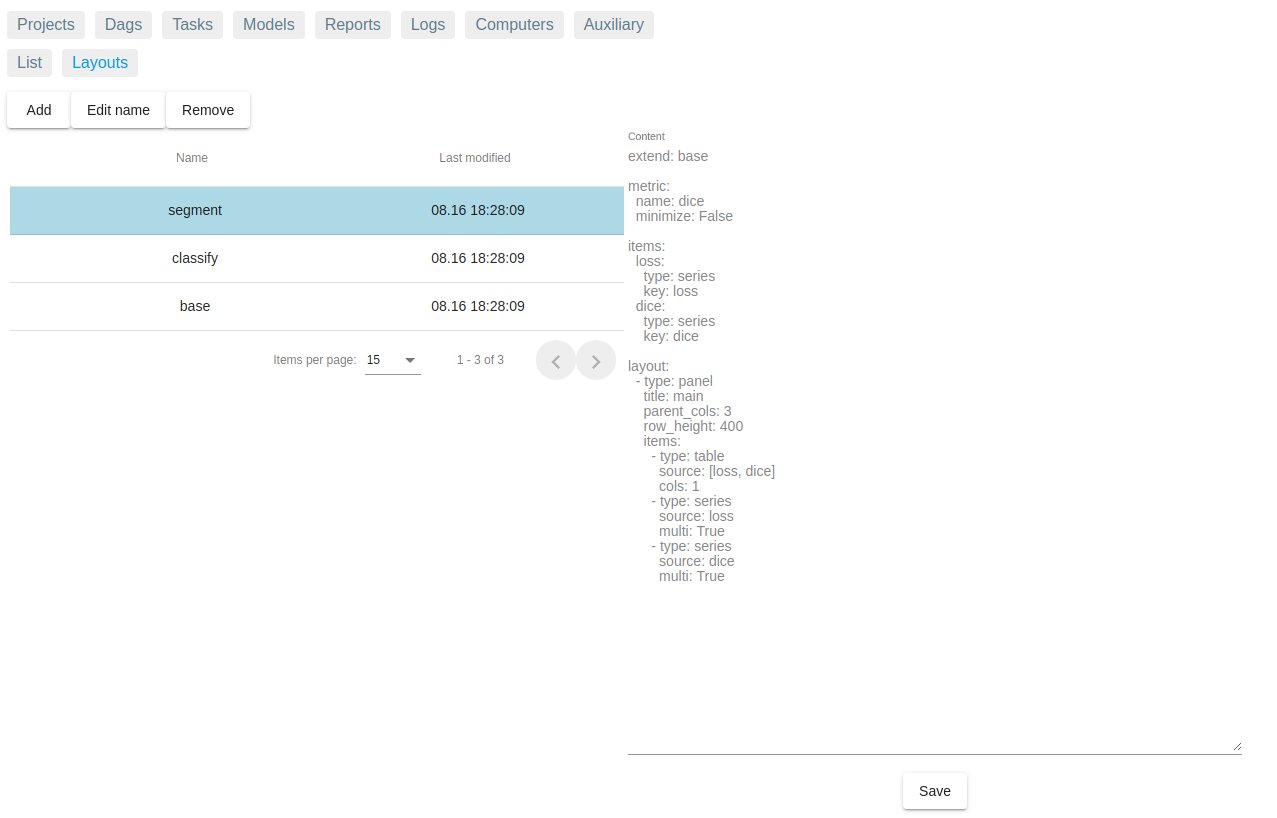 Projects Dags Tasks Models Reports Logs Computers Auxiliary
List Layouts
Add Edit name Remove
Name Last modified
segment 08.16 18:28:09
classify 08.16 18:28:09
base 08.16 18:28:09
Items per page: 15 1 - 3 of 3
Content
extend: base

metric:
  name: dice
  minimize: False

items:
  loss:
    type: series
    key: loss
  dice:
    type: series
    key: dice

layout:
  - type: panel
    title: main
    parent_cols: 3
    row_height: 400
    items:
      - type: table
        source: [loss, dice]
        cols: 1
      - type: series
        source: loss
        multi: True
      - type: series
        source: dice
        multi: True
Save